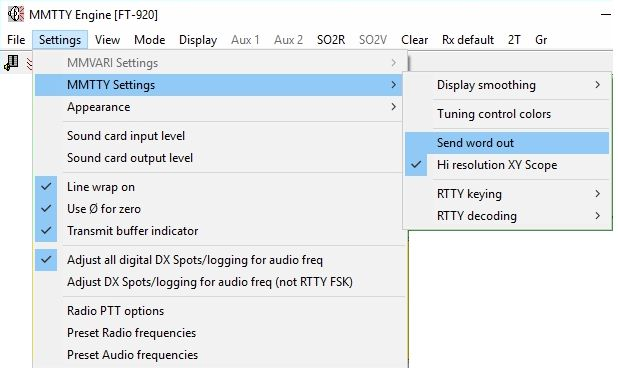 MMTTY Engine [FT-920]
File Settings View Mode Display Aux 1 Aux 2 SO2R SO2V Clear Rx default 2T Gr
MMVARI Settings
MMTTY Settings
Appearance
Sound card input level
Sound card output level
Line wrap on
Use Ø for zero
Transmit buffer indicator
Adjust all digital DX Spots/logging for audio freq
Adjust DX Spots/logging for audio freq (not RTTY FSK)
Radio PTT options
Preset Radio frequencies
Preset Audio frequencies
Display smoothing
Tuning control colors
Send word out
Hi resolution XY Scope
RTTY keying
RTTY decoding